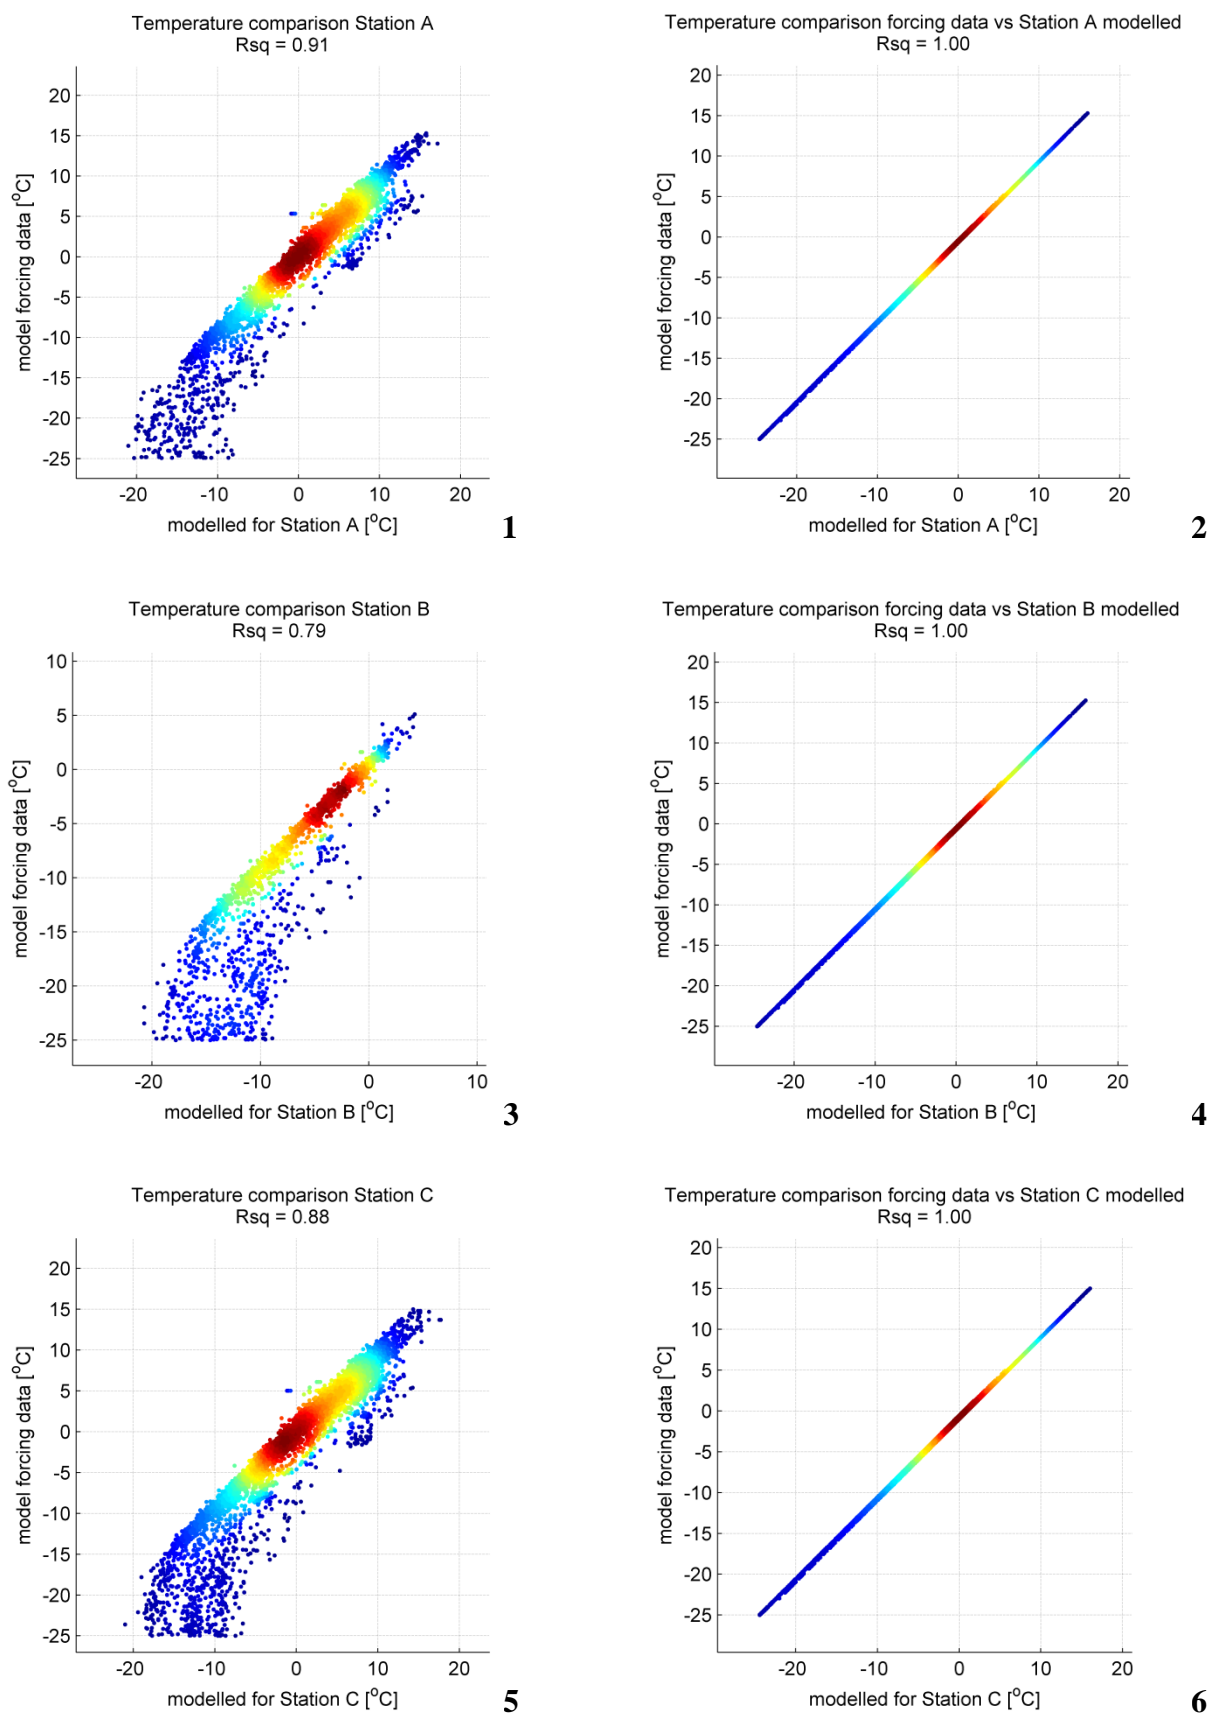 Temperature comparison Station A
Rsq = 0.91
20
15
10
5
0
-5
-10
-15
-20
-25
model forcing data [°C]
-20 -10 0 10 20
modelled for Station A [°C]
1
Temperature comparison forcing data vs Station A modelled
Rsq = 1.00
20
15
10
5
0
-5
-10
-15
-20
-25
model forcing data [°C]
-20 -10 0 10 20
modelled for Station A [°C]
2
Temperature comparison Station B
Rsq = 0.79
10
5
0
-5
-10
-15
-20
-25
model forcing data [°C]
-20 -10 0 10
modelled for Station B [°C]
3
Temperature comparison forcing data vs Station B modelled
Rsq = 1.00
20
15
10
5
0
-5
-10
-15
-20
-25
model forcing data [°C]
-20 -10 0 10 20
modelled for Station B [°C]
4
Temperature comparison Station C
Rsq = 0.88
20
15
10
5
0
-5
-10
-15
-20
-25
model forcing data [°C]
-20 -10 0 10 20
modelled for Station C [°C]
5
Temperature comparison forcing data vs Station C modelled
Rsq = 1.00
20
15
10
5
0
-5
-10
-15
-20
-25
model forcing data [°C]
-20 -10 0 10 20
modelled for Station C [°C]
6